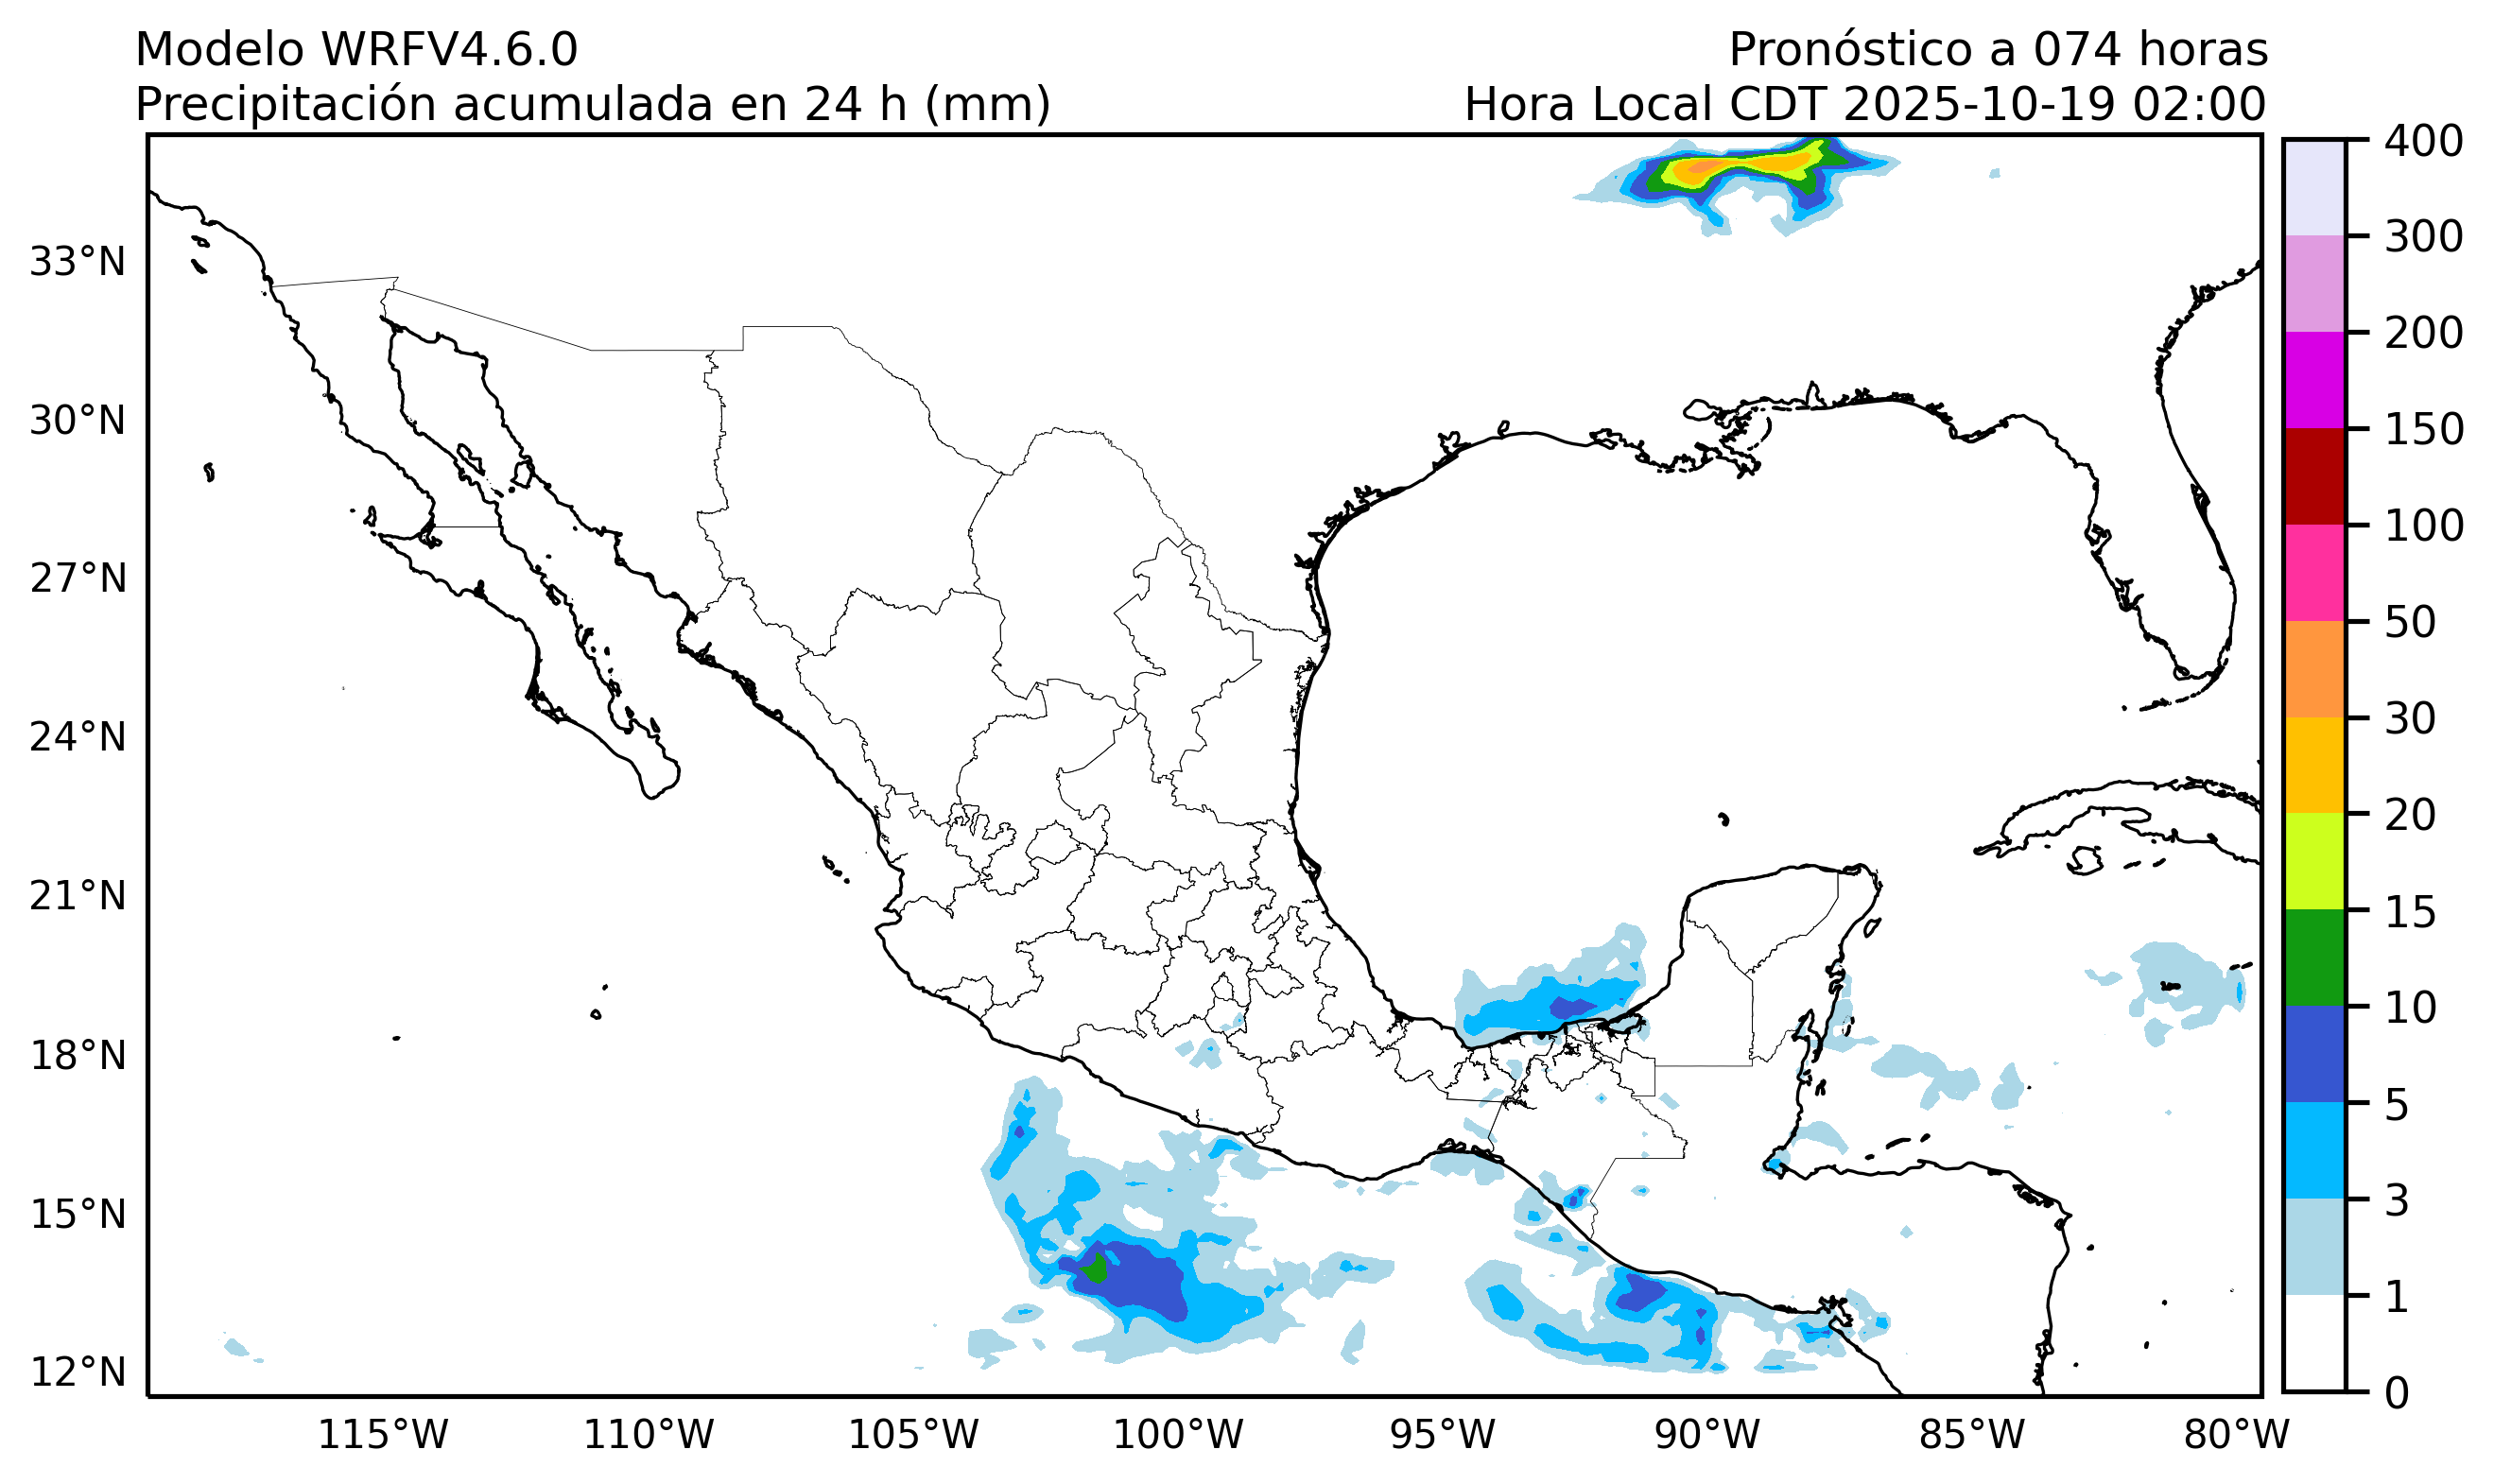 Modelo WRFV4.6.0
Pronóstico a 074 horas
Precipitación acumulada en 24 h (mm)
Hora Local CDT 2025-10-19 02:00
33°N
30°N
27°N
24°N
21°N
18°N
15°N
12°N
115°W
110°W
105°W
100°W
95°W
90°W
85°W
80°W
400
300
200
150
100
50
30
20
15
10
5
3
1
0